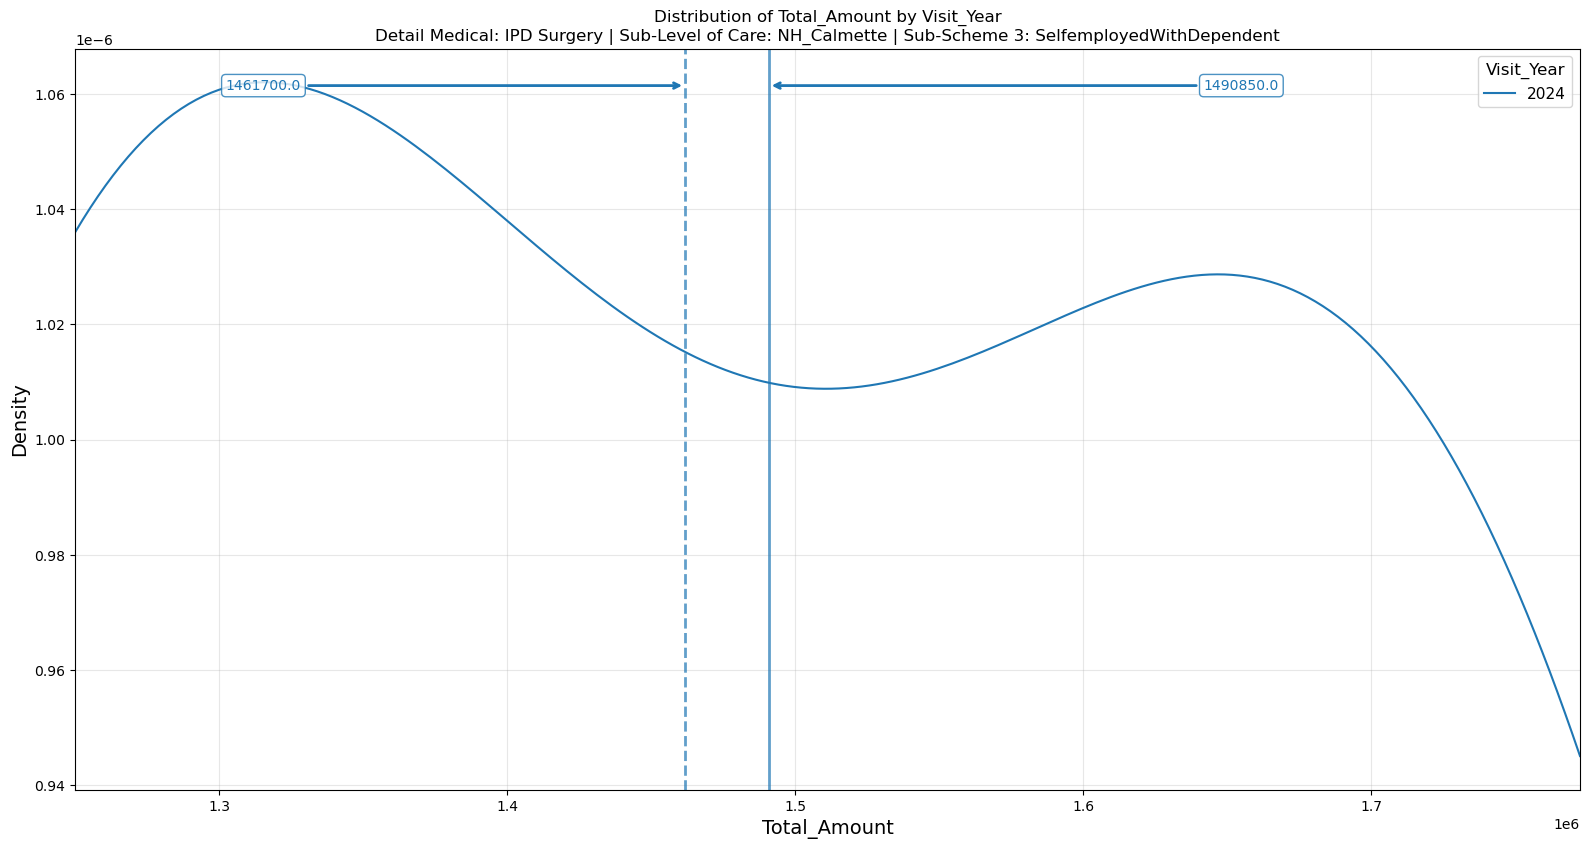 Distribution of Total_Amount by Visit_Year
Detail Medical: IPD Surgery | Sub-Level of Care: NH_Calmette | Sub-Scheme 3: SelfemployedWithDependent
1e−6
1461700.0
1490850.0
Visit_Year
2024
1.06
1.04
1.02
1.00
0.98
0.96
0.94
Density
1.3 1.4 1.5 1.6 1.7
1e6
Total_Amount